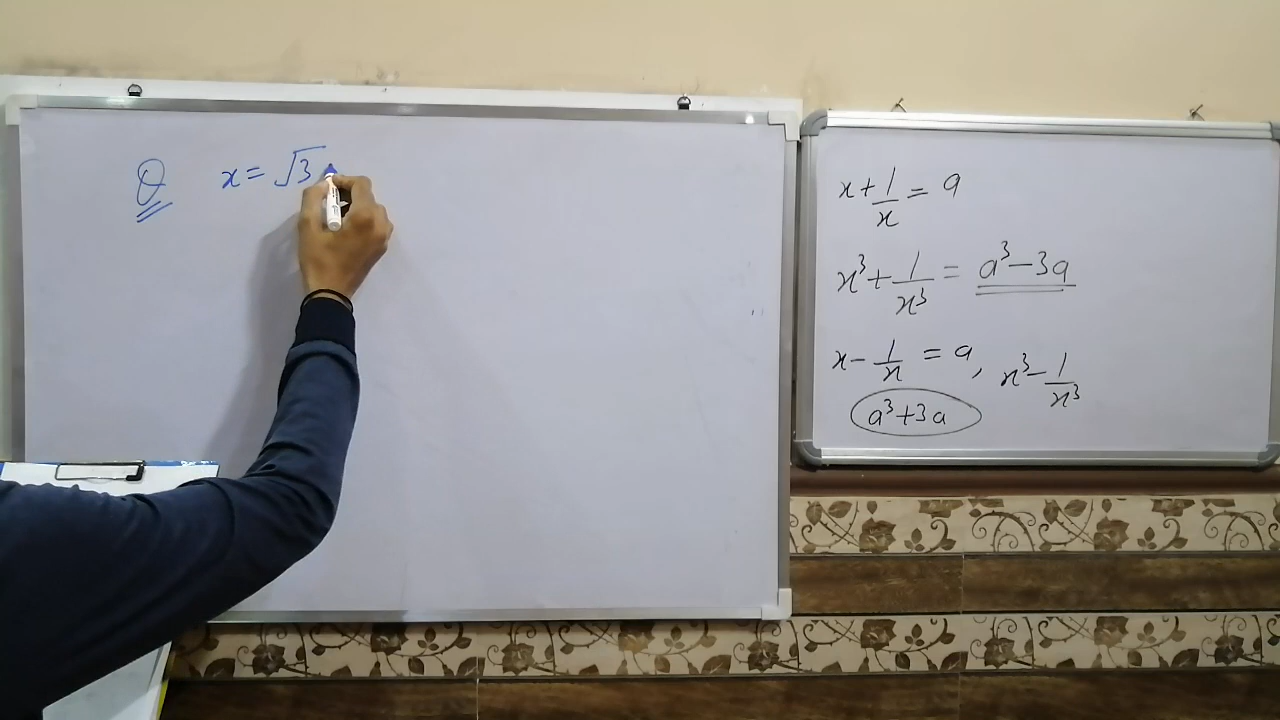 Q x = √3
x + 1/x = a
x³ + 1/x³ = a³ - 3a
x - 1/x = a, x³ - 1/x³
a³ + 3a